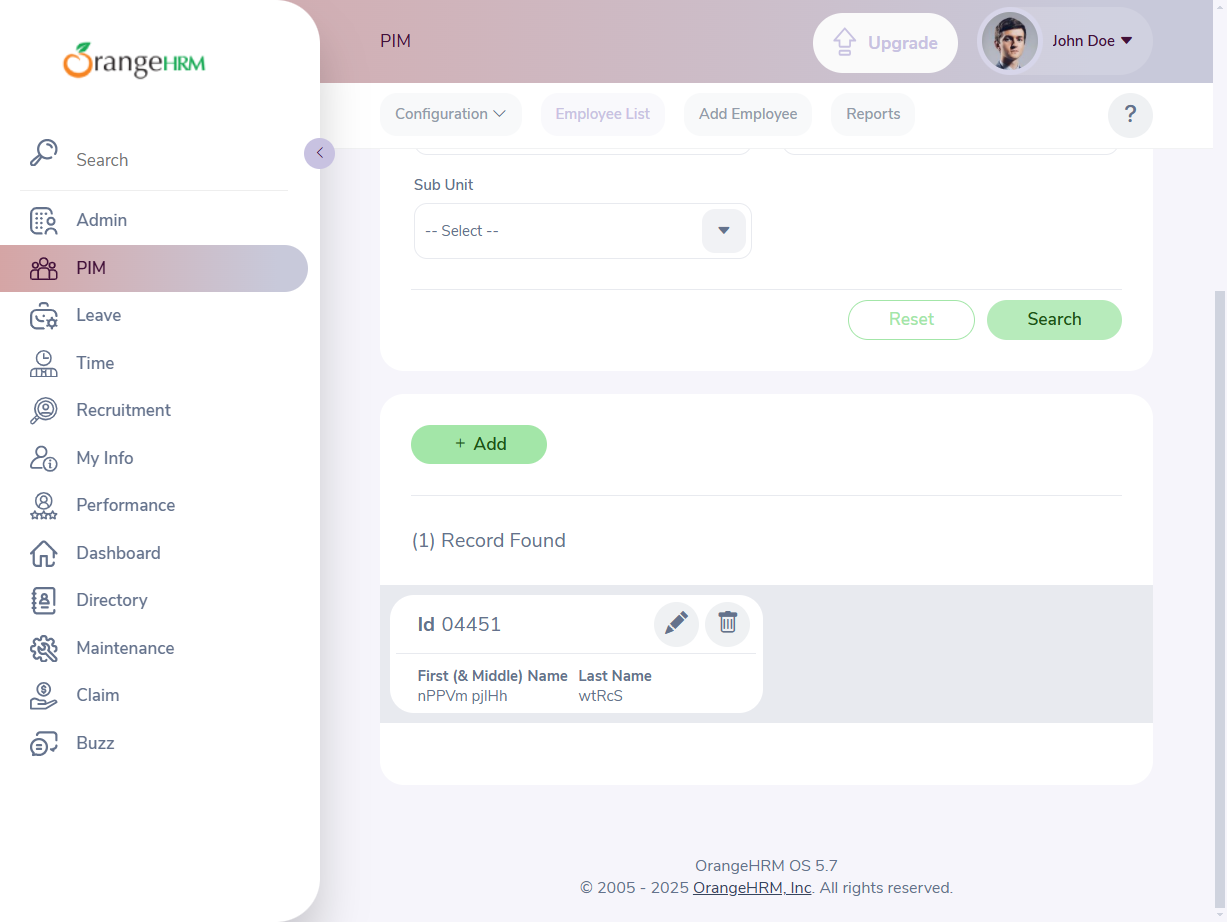 OrangeHRM
PIM
Upgrade
John Doe
Configuration
Employee List
Add Employee
Reports
?
Search
Admin
PIM
Leave
Time
Recruitment
My Info
Performance
Dashboard
Directory
Maintenance
Claim
Buzz
Sub Unit
-- Select --
Reset
Search
+ Add
(1) Record Found
Id 04451
First (& Middle) Name Last Name
nPPVm pjlHh wtRcS
OrangeHRM OS 5.7
© 2005 - 2025 OrangeHRM, Inc. All rights reserved.